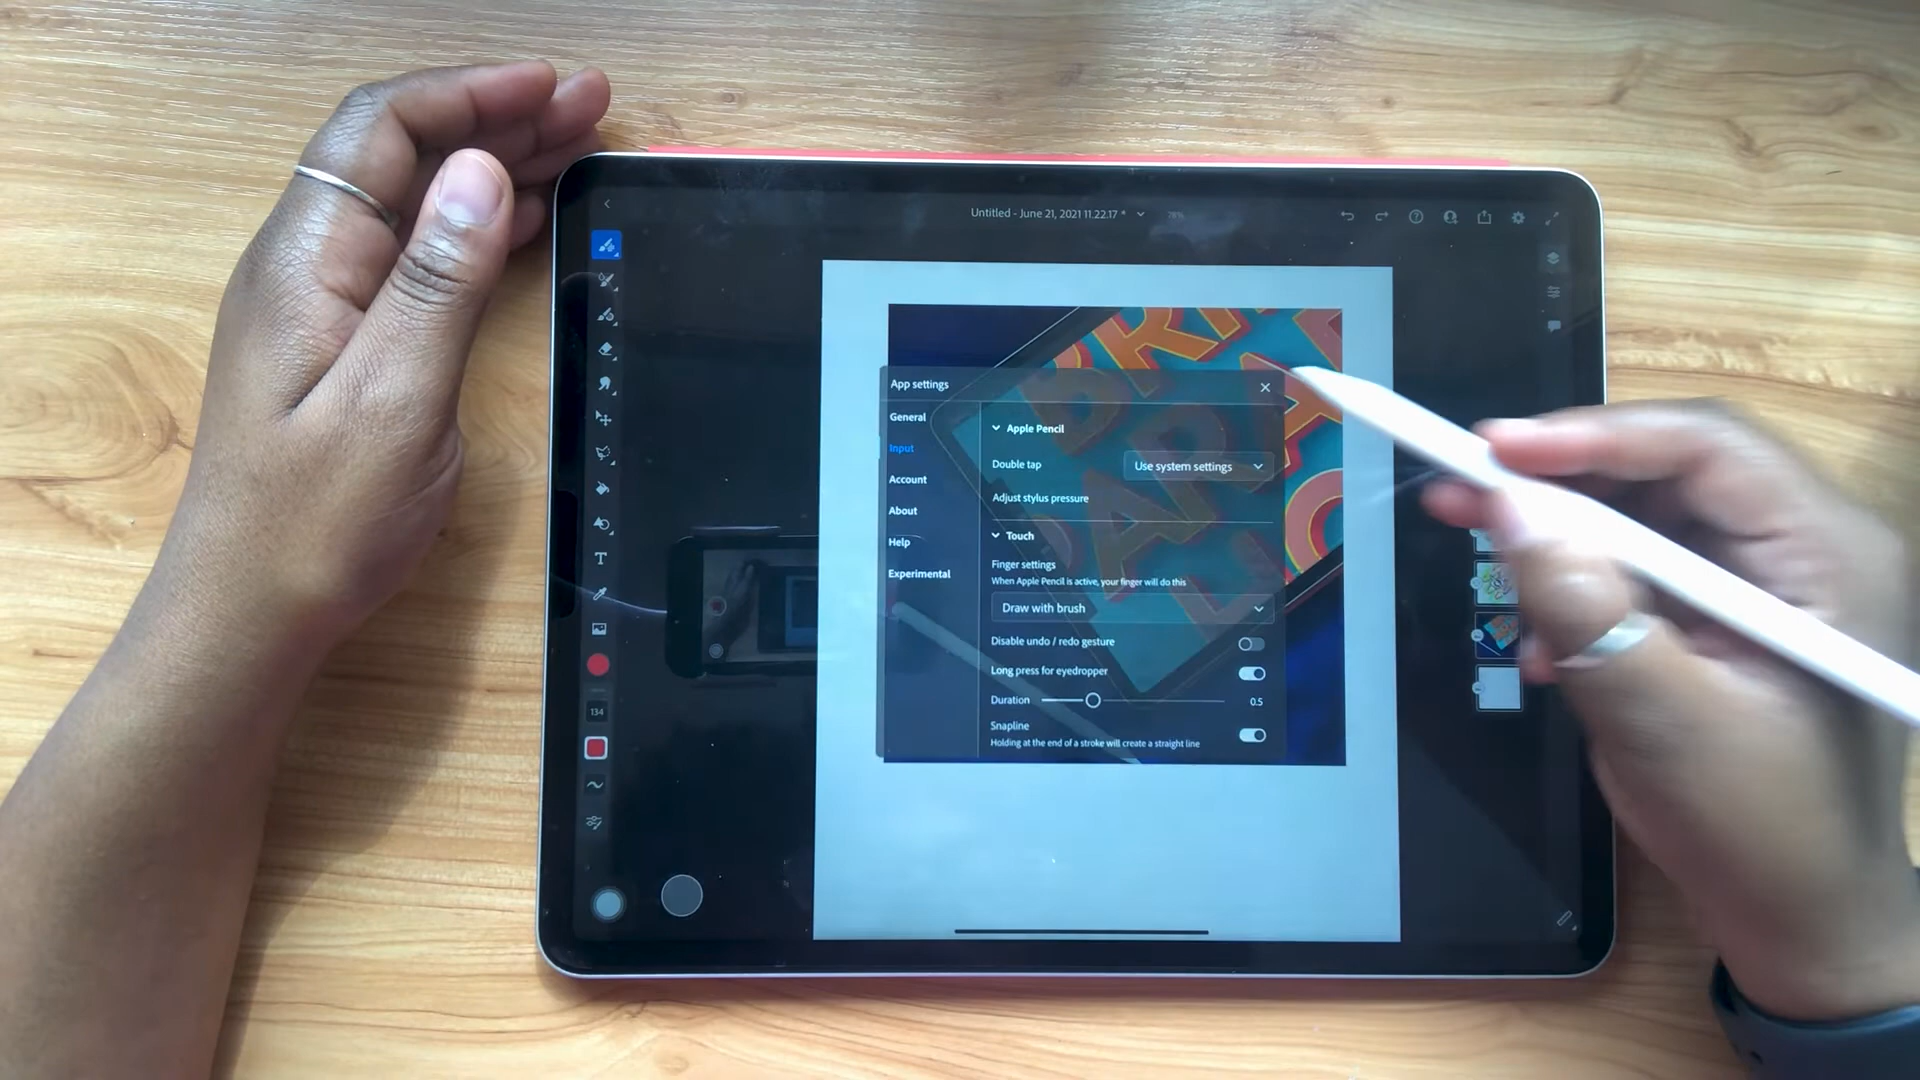 Untitled - June 21, 2021 11.22.17 *
78%
App settings
General
Input
Account
About
Help
Experimental
Apple Pencil
Double tap
Use system settings
Adjust stylus pressure
Touch
Finger settings
When Apple Pencil is active, your finger will do this
Draw with brush
Disable undo / redo gesture
Long press for eyedropper
Duration
0.5
Snapline
Holding at the end of a stroke will create a straight line
T
134